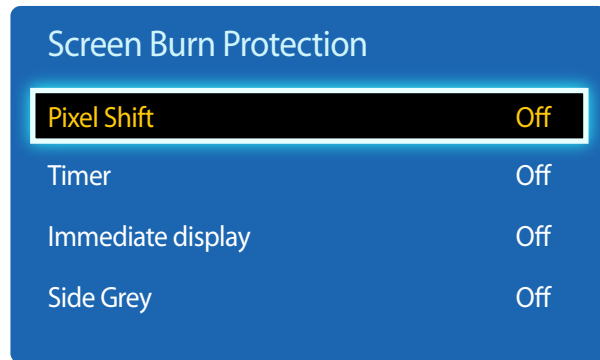 Screen Burn Protection
Pixel Shift Off
Timer Off
Immediate display Off
Side Grey Off